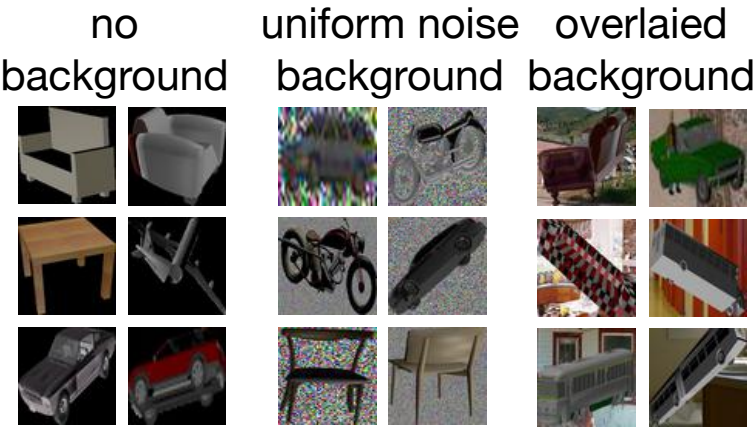 no
background
uniform noise
background
overlaied
background